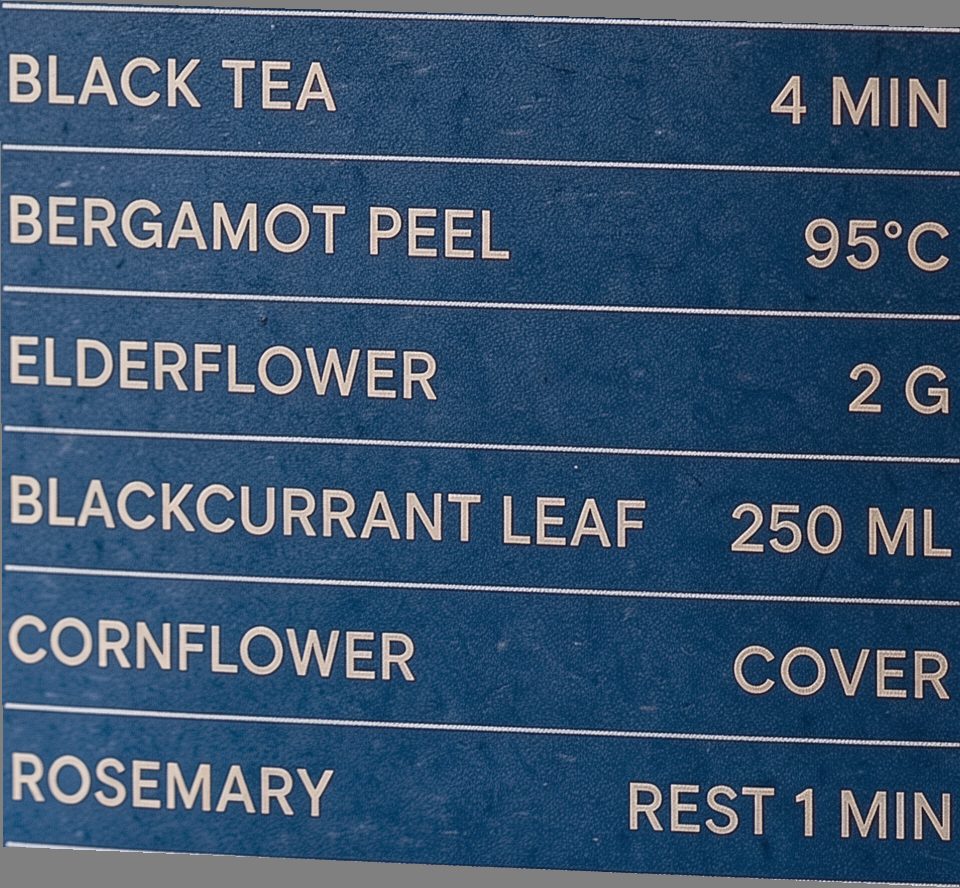 BLACK TEA 4 MIN
BERGAMOT PEEL 95°C
ELDERFLOWER 2 G
BLACKCURRANT LEAF 250 ML
CORNFLOWER COVER
ROSEMARY REST 1 MIN